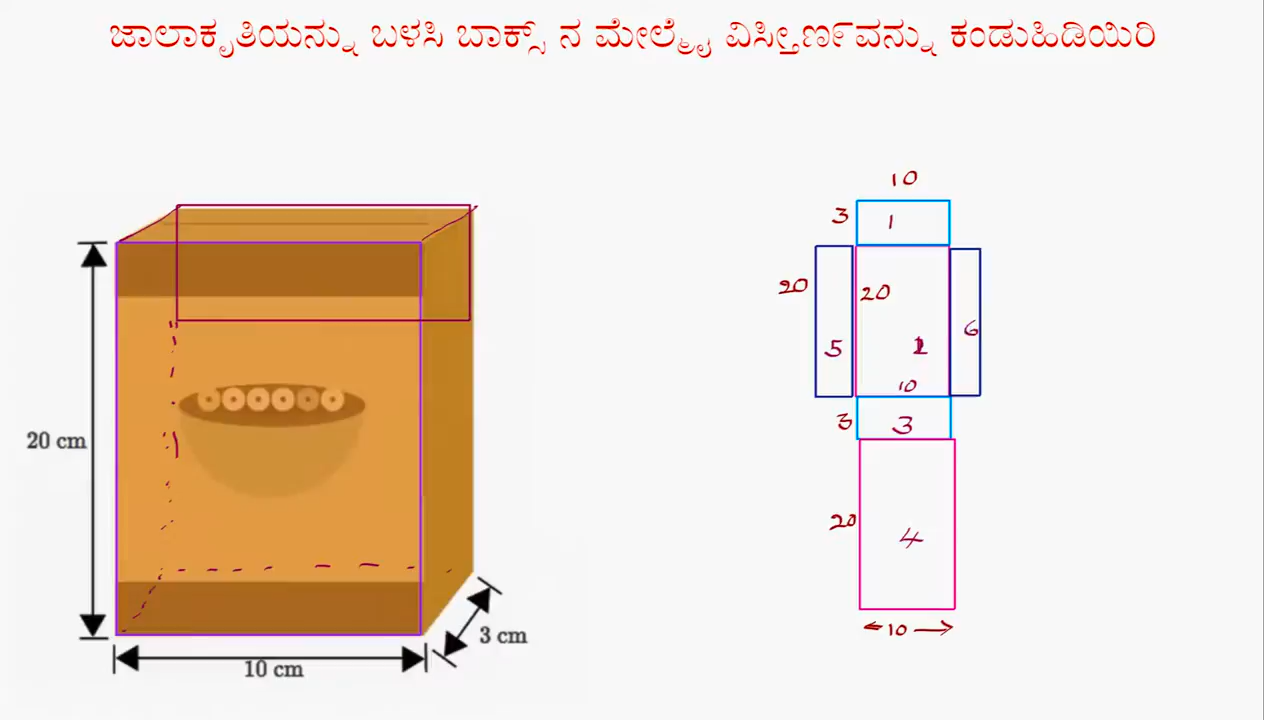 ಜಾಲಾಕೃತಿಯನ್ನು ಬಳಸಿ ಬಾಕ್ಸ್ ನ ಮೇಲ್ಮೈ ವಿಸ್ತೀರ್ಣವನ್ನು ಕಂಡುಹಿಡಿಯಿರಿ
10
3 1
20 20
5 6
10
20 cm
3 3
20 4
10
3 cm
10 cm